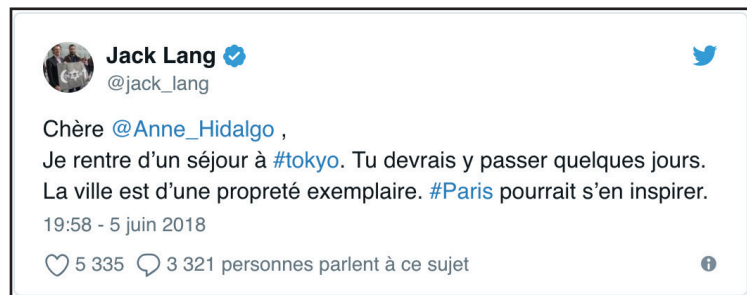 Jack Lang
@jack_lang
Chère @Anne_Hidalgo ,
Je rentre d’un séjour à #tokyo. Tu devrais y passer quelques jours.
La ville est d’une propreté exemplaire. #Paris pourrait s’en inspirer.
19:58 - 5 juin 2018
5 335 3 321 personnes parlent à ce sujet